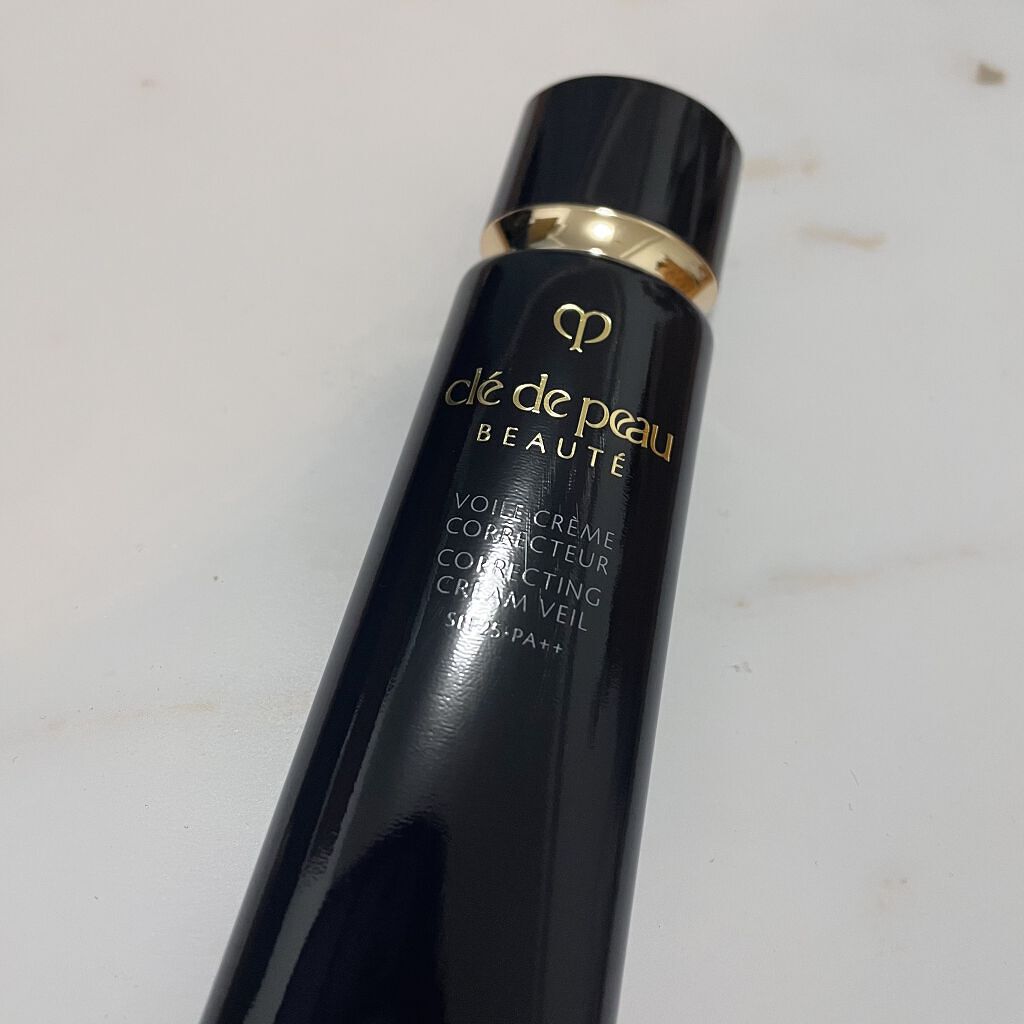 clé de peau
BEAUTÉ
VOILE CRÈME
CORRECTEUR
CORRECTING
CREAM VEIL
SPF25·PA++